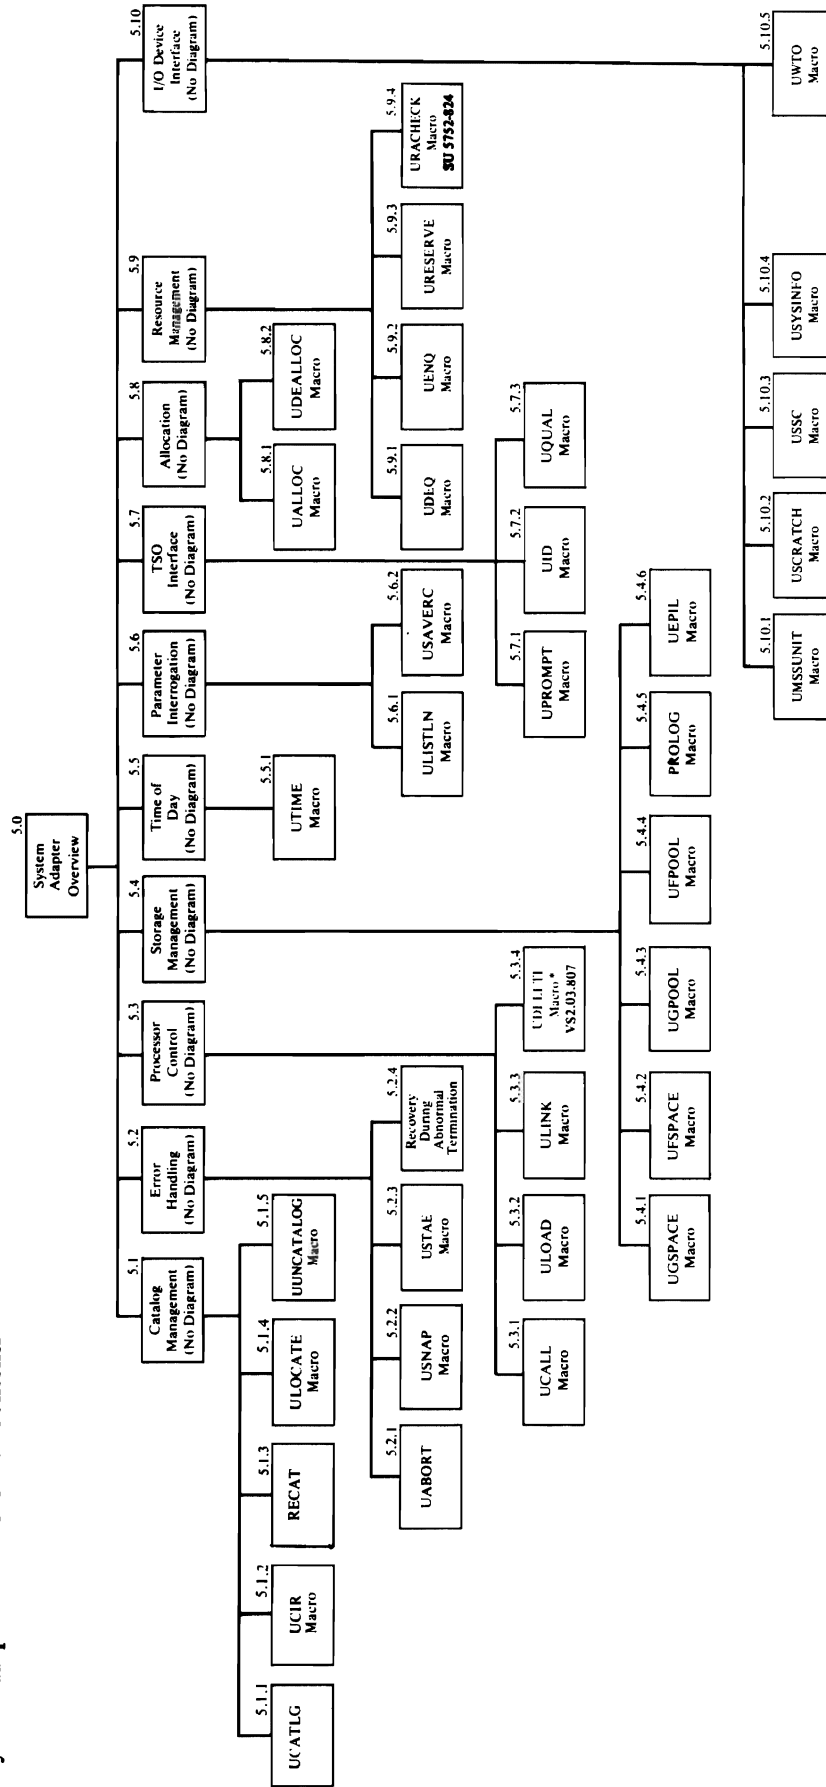 5.0
System
Adapter
Overview
5.1
Catalog
Management
(No Diagram)
5.2
Error
Handling
(No Diagram)
5.3
Processor
Control
(No Diagram)
5.4
Storage
Management
(No Diagram)
5.5
Time of
Day
(No Diagram)
5.6
Parameter
Interrogation
(No Diagram)
5.7
TSO
Interface
(No Diagram)
5.8
Allocation
(No Diagram)
5.9
Resource
Management
(No Diagram)
5.10
I/O Device
Interface
(No Diagram)
5.1.1
UCATLG
5.1.2
UCIR
Macro
5.1.3
RECAT
5.1.4
ULOCATE
Macro
5.1.5
UUNCATALOG
Macro
5.5.1
UTIME
Macro
5.8.1
UALLOC
Macro
5.8.2
UDEALLOC
Macro
5.2.1
UABORT
5.2.2
USNAP
Macro
5.2.3
USTAE
Macro
5.2.4
Recovery
During
Abnormal
Termination
5.6.1
ULISTLN
Macro
5.6.2
USAVERC
Macro
5.9.1
UDEQ
Macro
5.9.2
UENQ
Macro
5.9.3
URESERVE
Macro
5.9.4
URACHECK
Macro
SU 5752-824
5.3.1
UCALL
Macro
5.3.2
ULOAD
Macro
5.3.3
ULINK
Macro
5.3.4
Macro *
VS2.03.807
5.7.1
UPROMPT
Macro
5.7.2
UID
Macro
5.7.3
UQUAL
Macro
5.4.1
UGSPACE
Macro
5.4.2
UFSPACE
Macro
5.4.3
UGPOOL
Macro
5.4.4
UFPOOL
Macro
5.4.5
PROLOG
Macro
5.4.6
UEPIL
Macro
5.10.1
UMSSUNIT
Macro
5.10.2
USCRATCH
Macro
5.10.3
USSC
Macro
5.10.4
USYSINFO
Macro
5.10.5
UWTO
Macro